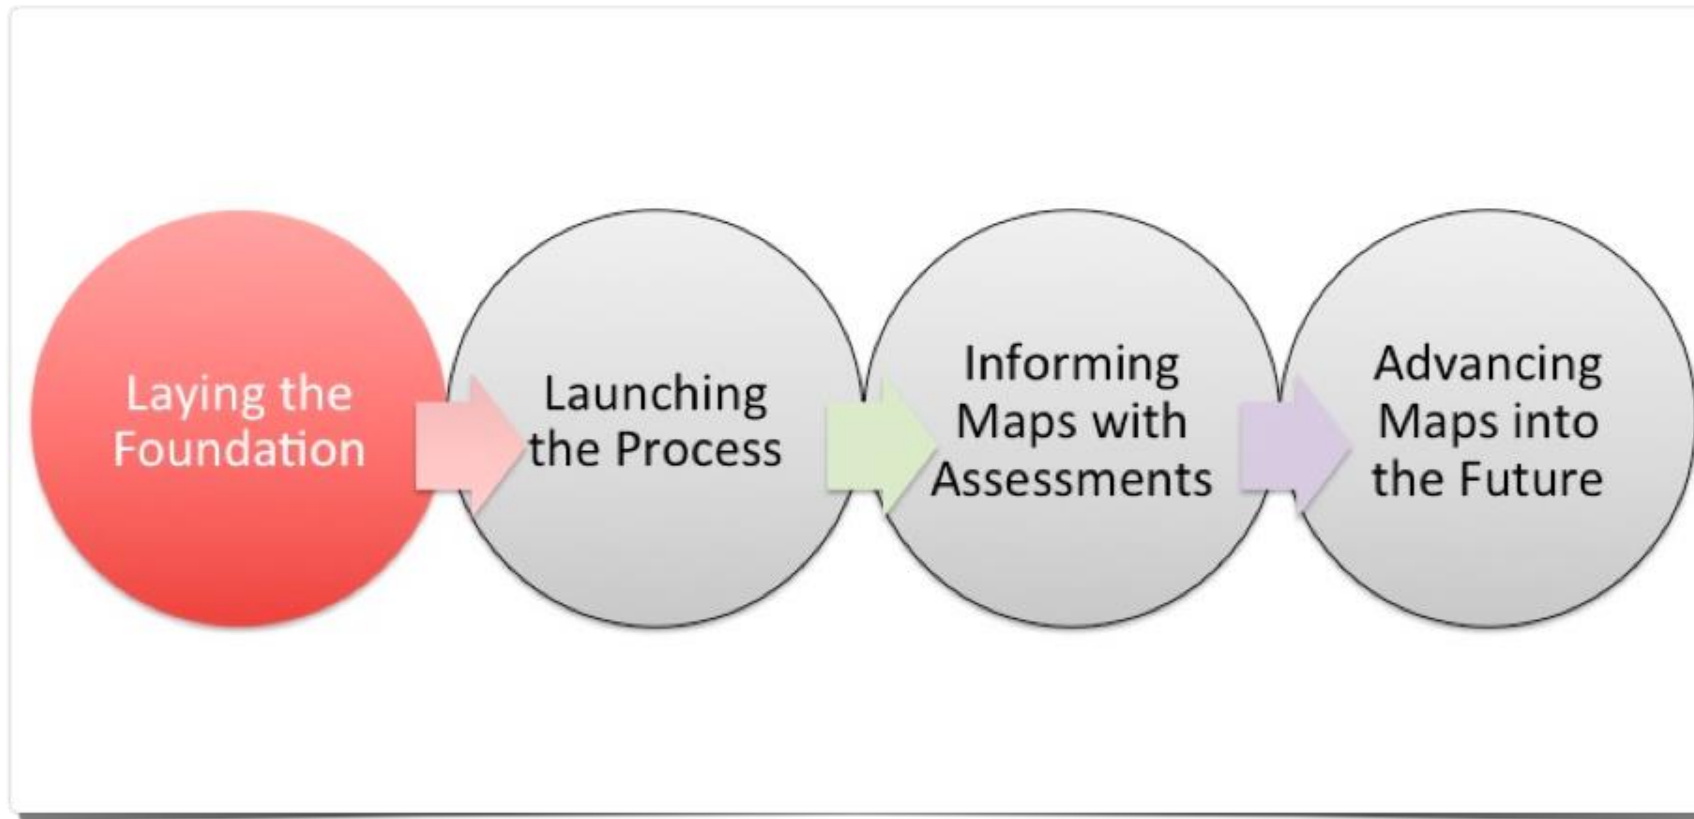 Laying the
Foundation
Launching
the Process
Informing
Maps with
Assessments
Advancing
Maps into
the Future